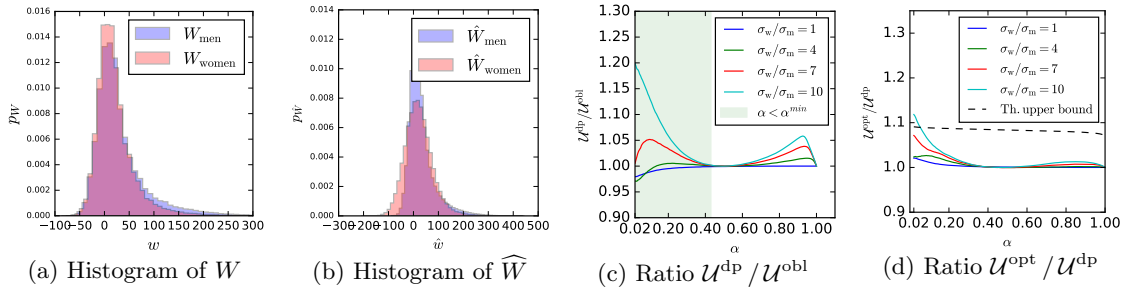 0.016
0.014
0.012
0.010
0.008
0.006
0.004
0.002
0.000
p_W
W_men
W_women
−100 −50 0 50 100 150 200 250 300
w
(a) Histogram of W
0.014
0.012
0.010
0.008
0.006
0.004
0.002
0.000
p_Ŵ
Ŵ_men
Ŵ_women
−300 −200 −100 0 100 200 300 400 500
ŵ
(b) Histogram of Ŵ
1.30
1.25
1.20
1.15
1.10
1.05
1.00
0.95
0.90
𝒰^dp/𝒰^obl
σ_w/σ_m = 1
σ_w/σ_m = 4
σ_w/σ_m = 7
σ_w/σ_m = 10
α < α^min
0.02 0.20 0.40 0.60 0.80 1.00
α
(c) Ratio 𝒰^dp / 𝒰^obl
1.3
1.2
1.1
1.0
0.9
𝒰^opt/𝒰^dp
σ_w/σ_m = 1
σ_w/σ_m = 4
σ_w/σ_m = 7
σ_w/σ_m = 10
Th. upper bound
0.02 0.20 0.40 0.60 0.80 1.00
α
(d) Ratio 𝒰^opt / 𝒰^dp